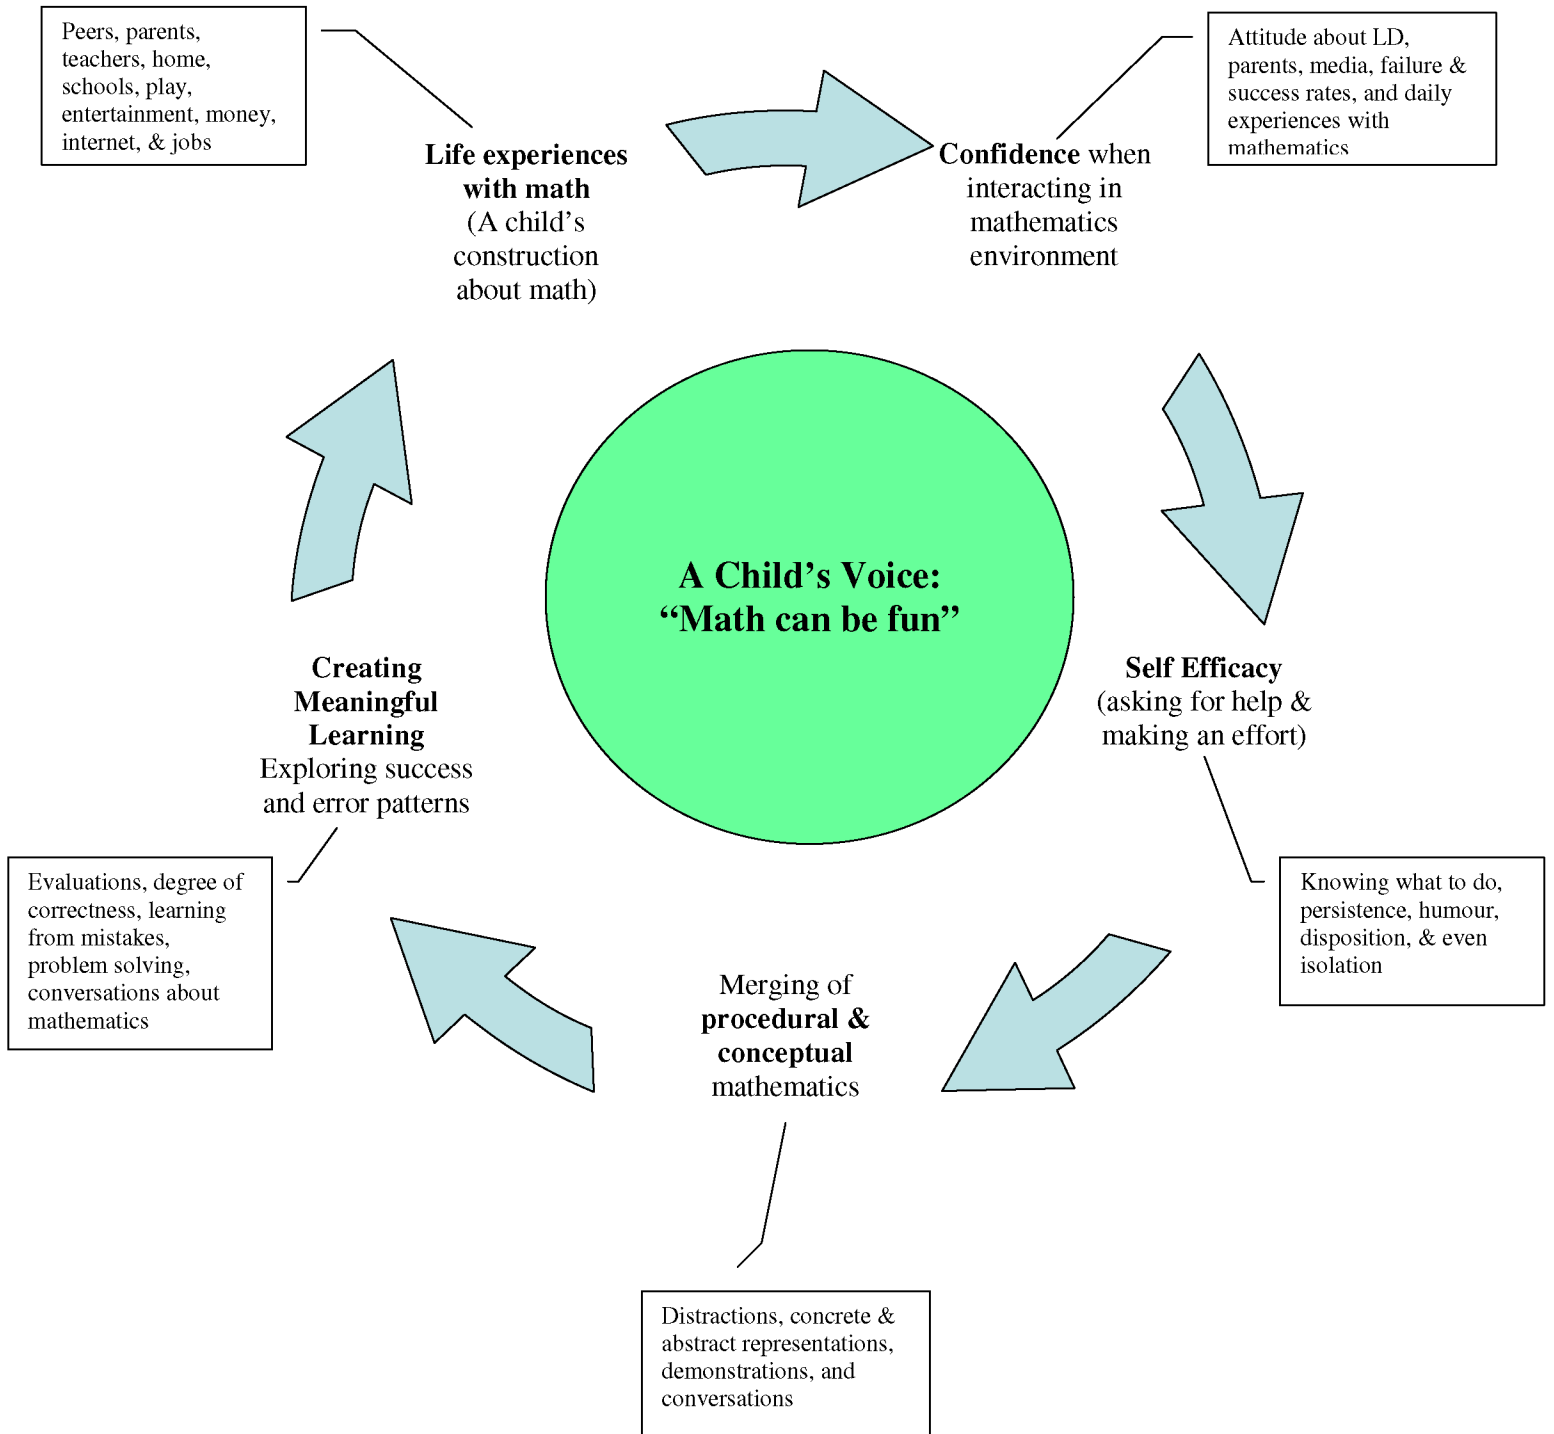 Peers, parents,
teachers, home,
schools, play,
entertainment, money,
internet, & jobs
Attitude about LD,
parents, media, failure &
success rates, and daily
experiences with
mathematics
Life experiences
with math
(A child’s
construction
about math)
Confidence when
interacting in
mathematics
environment
A Child’s Voice:
“Math can be fun”
Self Efficacy
(asking for help &
making an effort)
Knowing what to do,
persistence, humour,
disposition, & even
isolation
Merging of
procedural &
conceptual
mathematics
Distractions, concrete &
abstract representations,
demonstrations, and
conversations
Creating
Meaningful
Learning
Exploring success
and error patterns
Evaluations, degree of
correctness, learning
from mistakes,
problem solving,
conversations about
mathematics